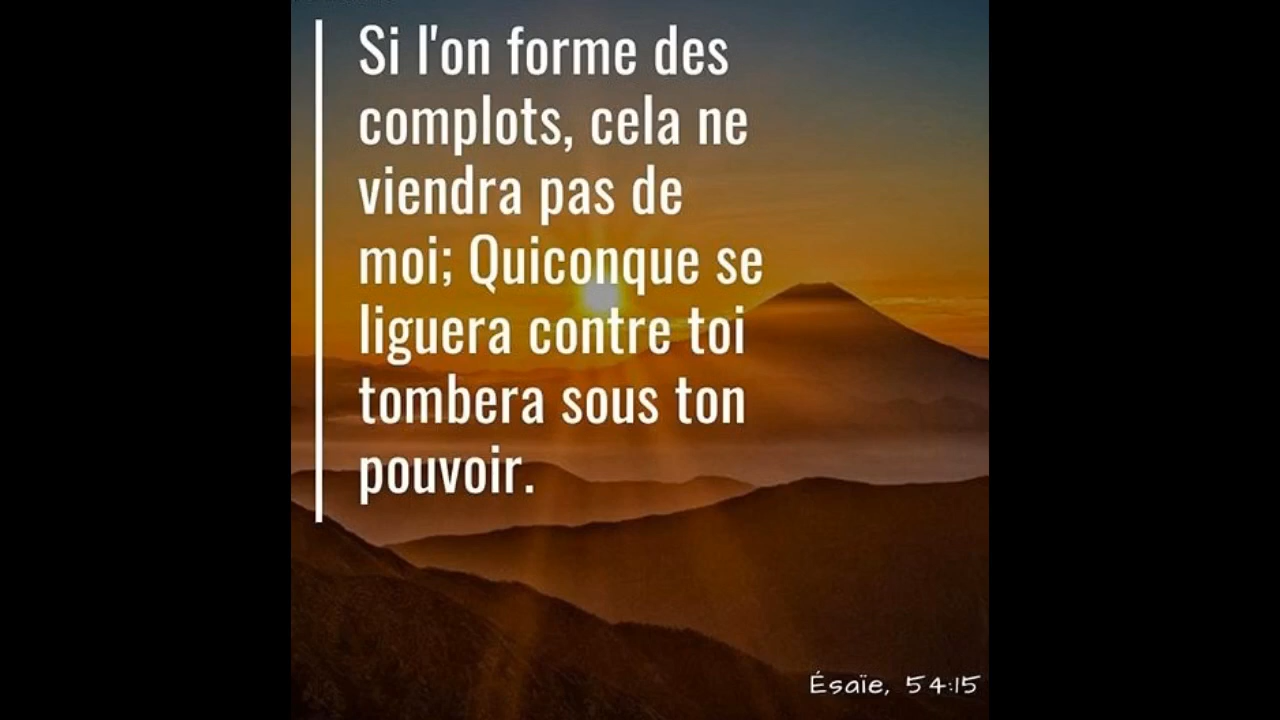 Si l'on forme des
complots, cela ne
viendra pas de
moi; Quiconque se
liguera contre toi
tombera sous ton
pouvoir.
Ésaïe, 54:15